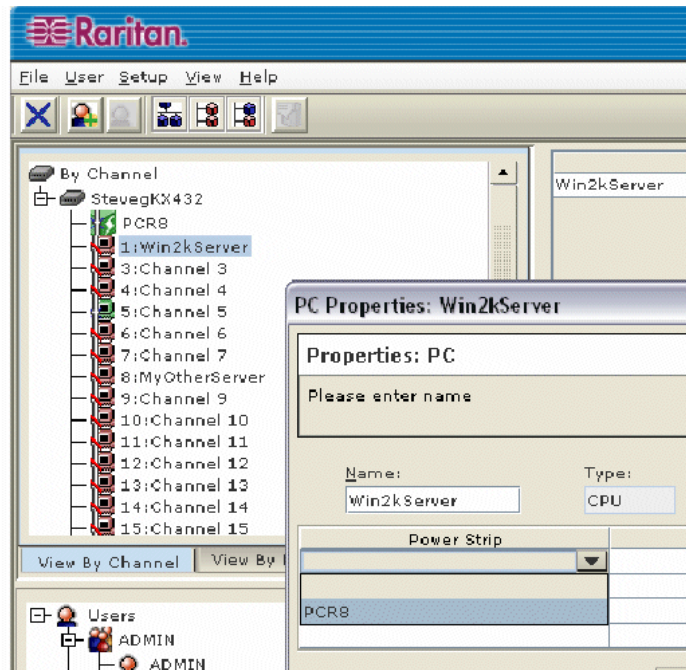 Raritan.
File User Setup View Help
By Channel
StevegKX432
PCR8
1:Win2kServer
3:Channel 3
4:Channel 4
5:Channel 5
6:Channel 6
7:Channel 7
8:MyOtherServer
9:Channel 9
10:Channel 10
11:Channel 11
12:Channel 12
13:Channel 13
14:Channel 14
15:Channel 15
View By Channel View By
Users
ADMIN
ADMIN
Win2kServer
PC Properties: Win2kServer
Properties: PC
Please enter name
Name: Type:
Win2kServer CPU
Power Strip
PCR8